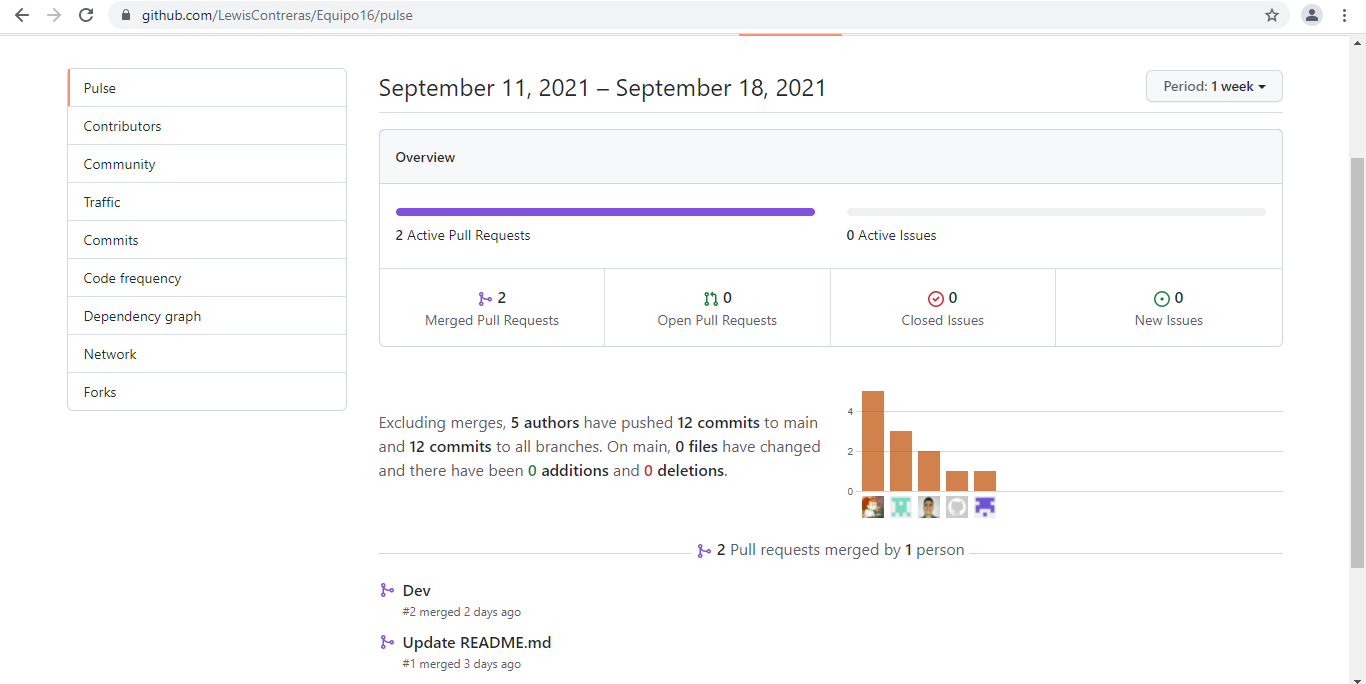 github.com/LewisContreras/Equipo16/pulse
Pulse
Contributors
Community
Traffic
Commits
Code frequency
Dependency graph
Network
Forks
September 11, 2021 – September 18, 2021
Period: 1 week
Overview
2 Active Pull Requests
0 Active Issues
2
Merged Pull Requests
0
Open Pull Requests
0
Closed Issues
0
New Issues
Excluding merges, 5 authors have pushed 12 commits to main
and 12 commits to all branches. On main, 0 files have changed
and there have been 0 additions and 0 deletions.
4
2
0
2 Pull requests merged by 1 person
Dev
#2 merged 2 days ago
Update README.md
#1 merged 3 days ago